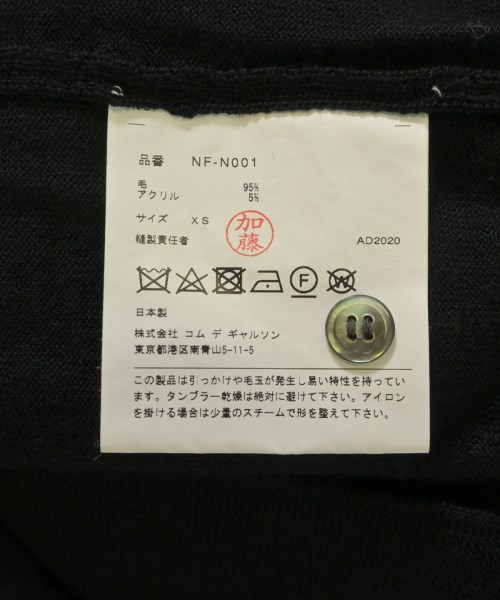 品番 NF-N001
毛 95%
アクリル 5%
サイズ XS
加藤
縫製責任者 AD2020
F W
日本製
株式会社 コム デ ギャルソン
東京都港区南青山5-11-5
この製品は引っかけや毛玉が発生し易い特性を持ってい
ます。タンブラー乾燥は絶対に避けて下さい。アイロン
を掛ける場合は少量のスチームで形を整えて下さい。